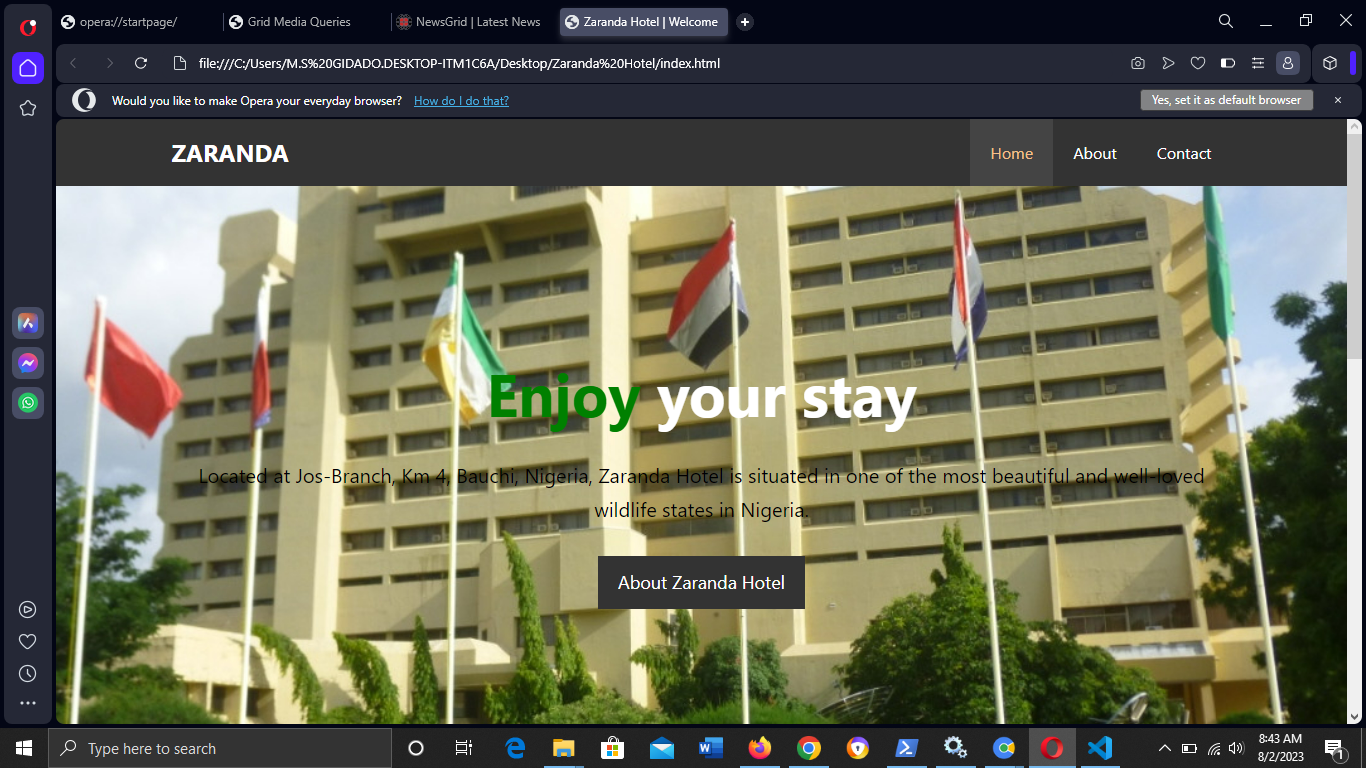 opera://startpage/
Grid Media Queries
NewsGrid | Latest News
Zaranda Hotel | Welcome
file:///C:/Users/M.S%20GIDADO.DESKTOP-ITM1C6A/Desktop/Zaranda%20Hotel/index.html
Would you like to make Opera your everyday browser? How do I do that?
Yes, set it as default browser
ZARANDA
Home
About
Contact
Enjoy your stay
Located at Jos-Branch, Km 4, Bauchi, Nigeria, Zaranda Hotel is situated in one of the most beautiful and well-loved
wildlife states in Nigeria.
About Zaranda Hotel
Type here to search
8:43 AM
8/2/2023
1